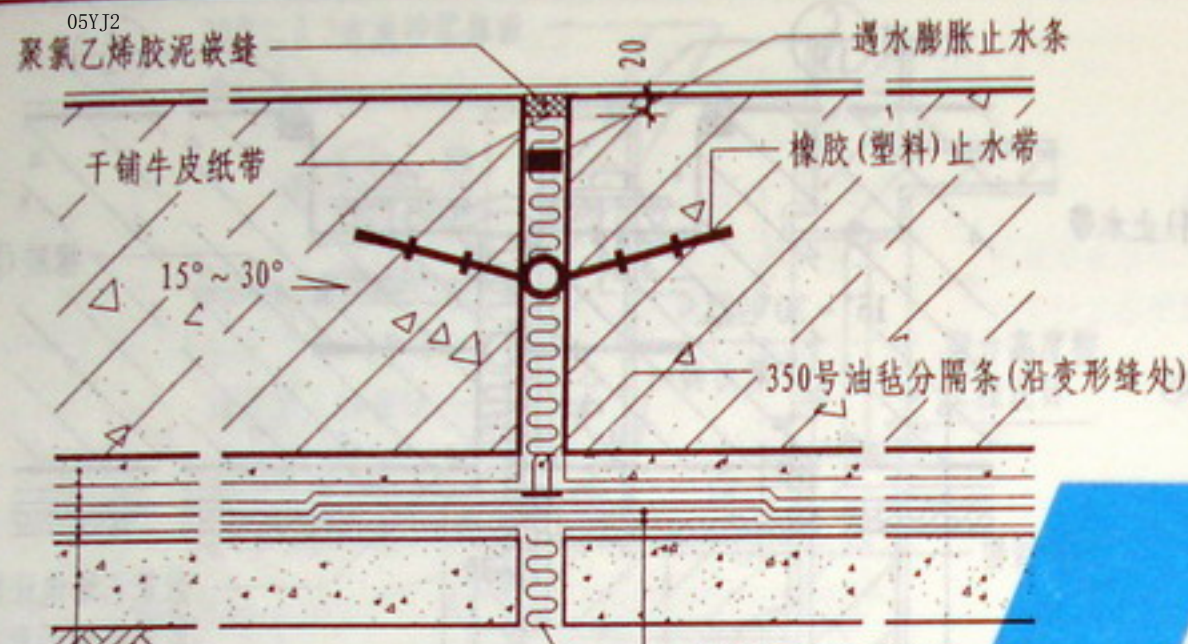 05YJ2
聚氯乙烯胶泥嵌缝
20
遇水膨胀止水条
干铺牛皮纸带
橡胶(塑料)止水带
15°~30°
350号油毡分隔条(沿变形缝处)